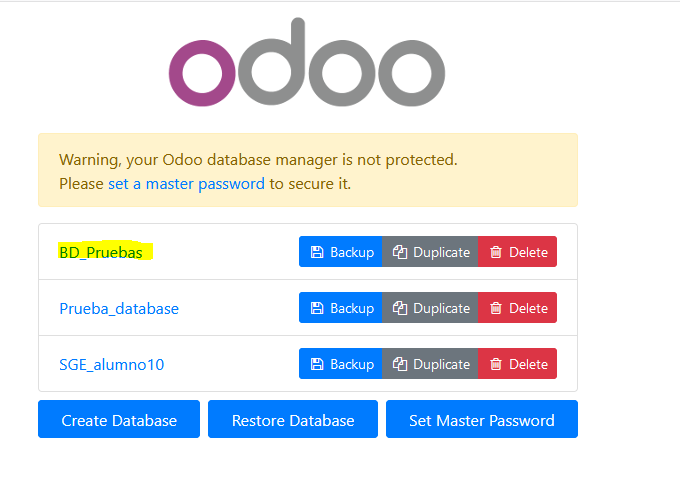 odoo
Warning, your Odoo database manager is not protected.
Please set a master password to secure it.
BD_Pruebas Backup Duplicate Delete
Prueba_database Backup Duplicate Delete
SGE_alumno10 Backup Duplicate Delete
Create Database Restore Database Set Master Password